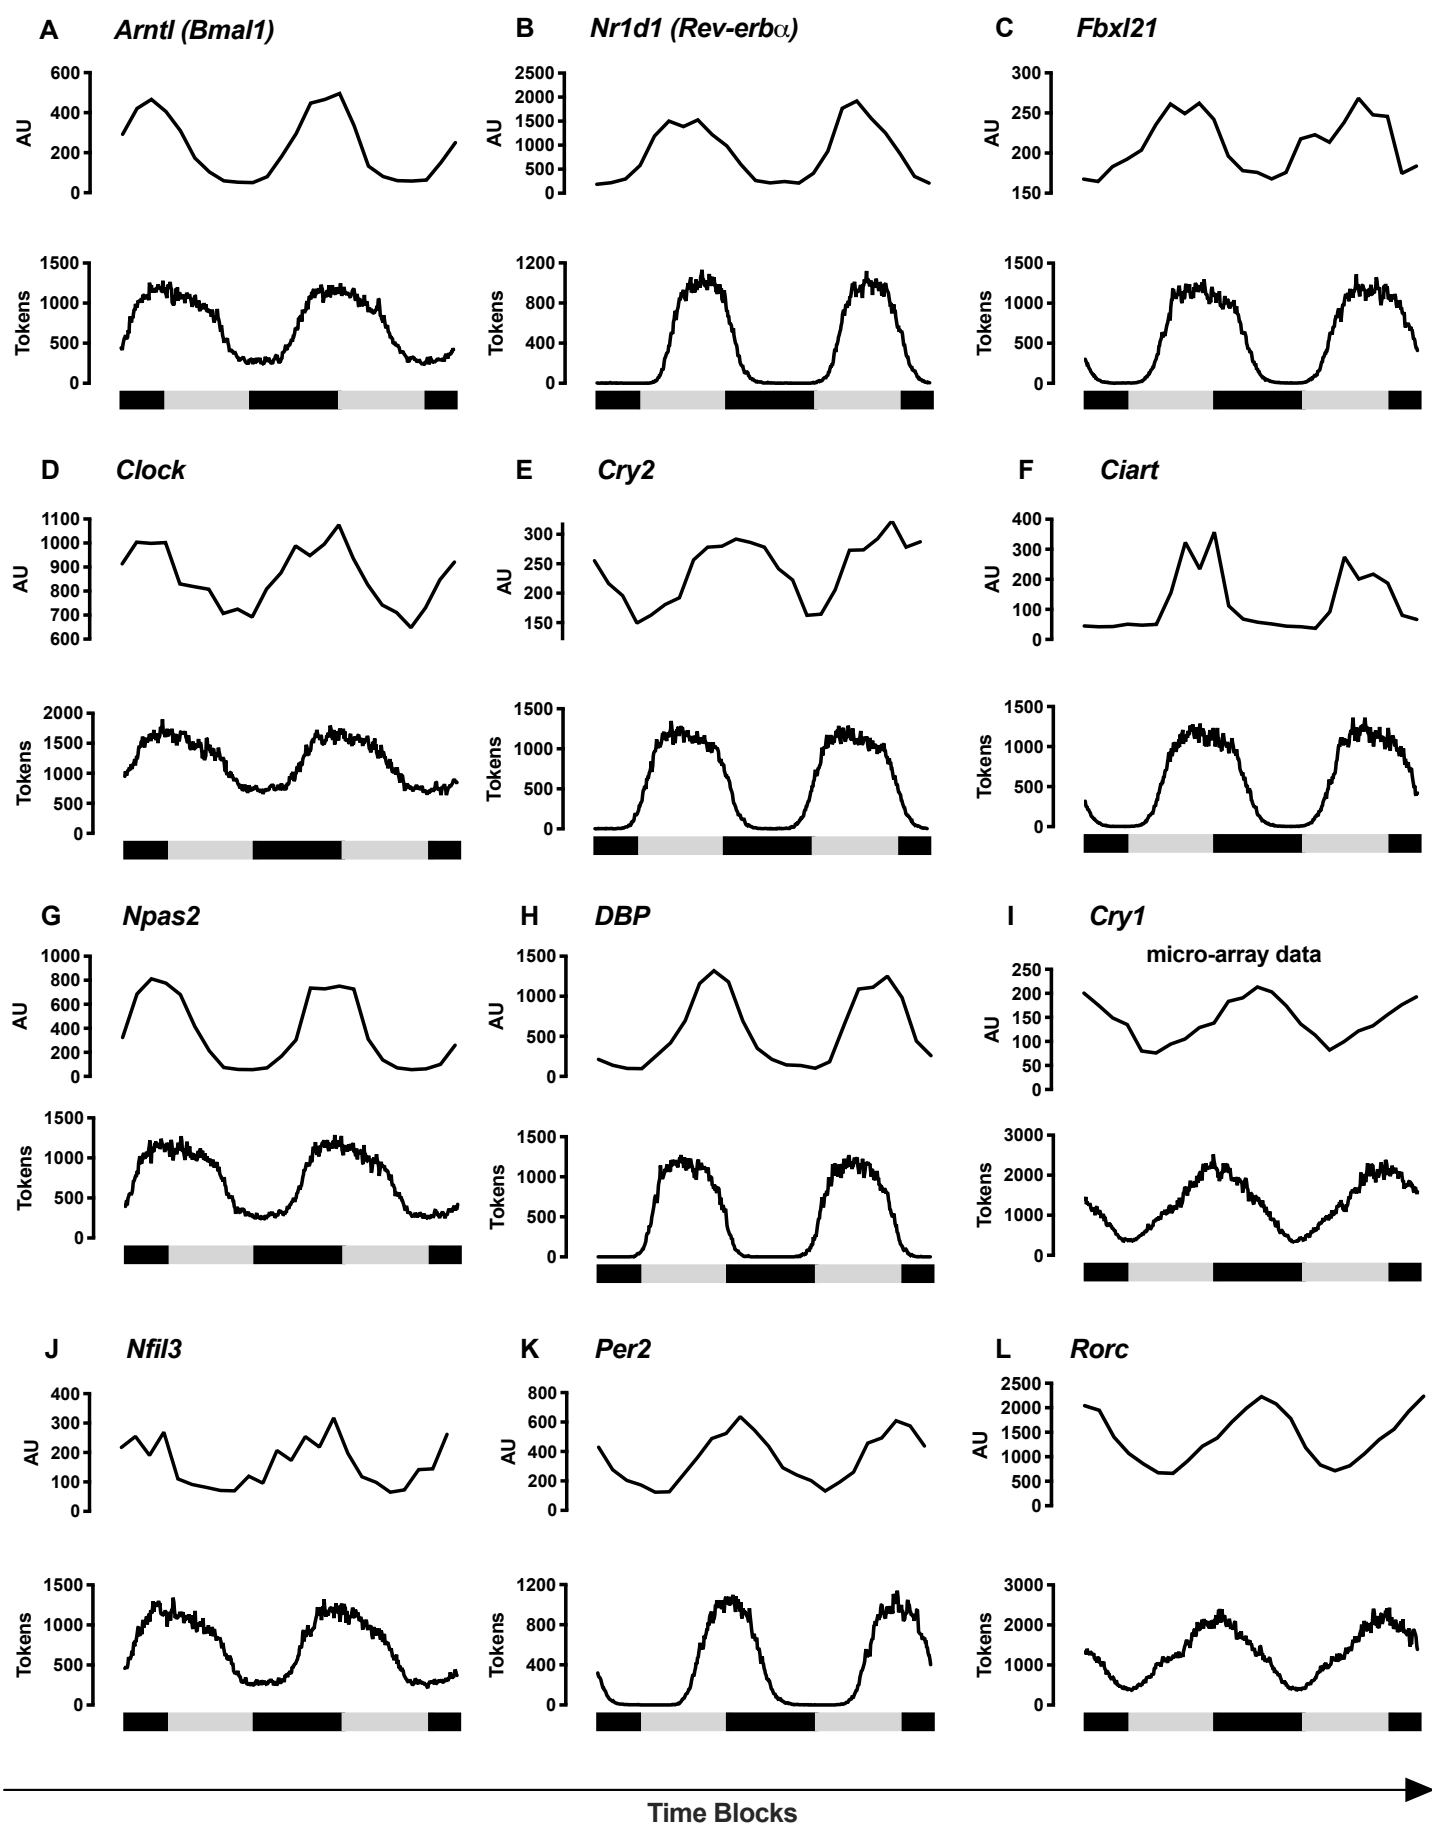 A Arntl (Bmal1)
AU
600
400
200
0
Tokens
1500
1000
500
0
B Nr1d1 (Rev-erbα)
AU
2500
2000
1500
1000
500
0
Tokens
1200
800
400
0
C Fbxl21
AU
300
250
200
150
Tokens
1500
1000
500
0
D Clock
AU
1100
1000
900
800
700
600
Tokens
2000
1500
1000
500
0
E Cry2
AU
300
250
200
150
Tokens
1500
1000
500
0
F Ciart
AU
400
300
200
100
0
Tokens
1500
1000
500
0
G Npas2
AU
1000
800
600
400
200
0
Tokens
1500
1000
500
0
H DBP
AU
1500
1000
500
0
Tokens
1500
1000
500
0
I Cry1
micro-array data
AU
250
200
150
100
50
0
Tokens
3000
2000
1000
0
J Nfil3
AU
400
300
200
100
0
Tokens
1500
1000
500
0
K Per2
AU
800
600
400
200
0
Tokens
1200
800
400
0
L Rorc
AU
2500
2000
1500
1000
500
0
Tokens
3000
2000
1000
0
Time Blocks